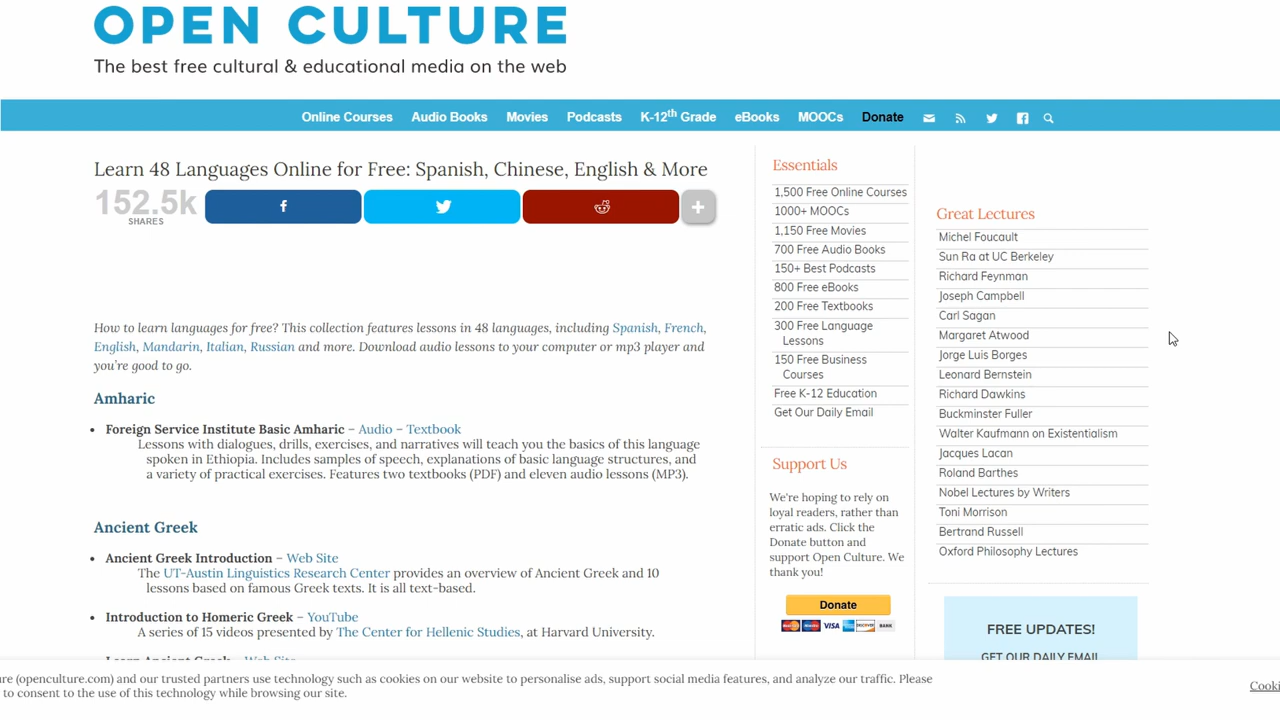 OPEN CULTURE
The best free cultural & educational media on the web
Online Courses Audio Books Movies Podcasts K-12th Grade eBooks MOOCs Donate
Learn 48 Languages Online for Free: Spanish, Chinese, English & More
152.5k
SHARES
How to learn languages for free? This collection features lessons in 48 languages, including Spanish, French,
English, Mandarin, Italian, Russian and more. Download audio lessons to your computer or mp3 player and
you're good to go.
Amharic
• Foreign Service Institute Basic Amharic – Audio – Textbook
Lessons with dialogues, drills, exercises, and narratives will teach you the basics of this language
spoken in Ethiopia. Includes samples of speech, explanations of basic language structures, and
a variety of practical exercises. Features two textbooks (PDF) and eleven audio lessons (MP3).
Ancient Greek
• Ancient Greek Introduction – Web Site
The UT-Austin Linguistics Research Center provides an overview of Ancient Greek and 10
lessons based on famous Greek texts. It is all text-based.
• Introduction to Homeric Greek – YouTube
A series of 15 videos presented by The Center for Hellenic Studies, at Harvard University.
Learn Ancient Greek – Web Site
Essentials
1,500 Free Online Courses
1000+ MOOCs
1,150 Free Movies
700 Free Audio Books
150+ Best Podcasts
800 Free eBooks
200 Free Textbooks
300 Free Language
Lessons
150 Free Business
Courses
Free K-12 Education
Get Our Daily Email
Support Us
We're hoping to rely on
loyal readers, rather than
erratic ads. Click the
Donate button and
support Open Culture. We
thank you!
Donate
VISA
DISCOVER
BANK
Great Lectures
Michel Foucault
Sun Ra at UC Berkeley
Richard Feynman
Joseph Campbell
Carl Sagan
Margaret Atwood
Jorge Luis Borges
Leonard Bernstein
Richard Dawkins
Buckminster Fuller
Walter Kaufmann on Existentialism
Jacques Lacan
Roland Barthes
Nobel Lectures by Writers
Toni Morrison
Bertrand Russell
Oxford Philosophy Lectures
FREE UPDATES!
GET OUR DAILY EMAIL
re (openculture.com) and our trusted partners use technology such as cookies on our website to personalise ads, support social media features, and analyze our traffic. Please
to consent to the use of this technology while browsing our site.
Cooki